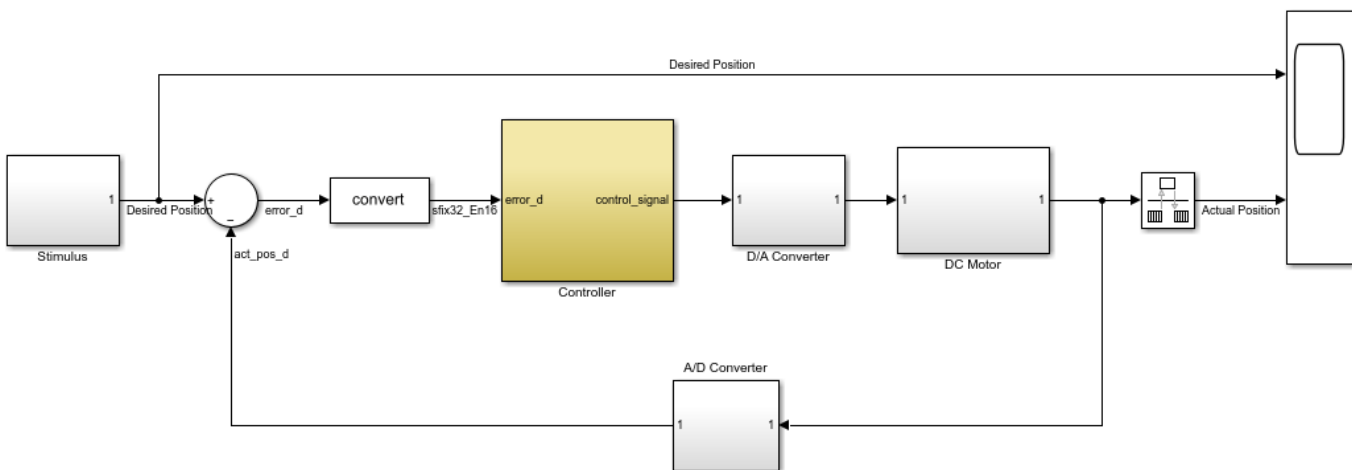 Desired Position
1
Desired Position
Stimulus
+
−
error_d
act_pos_d
convert
sfix32_En16
error_d
control_signal
Controller
1
1
D/A Converter
1
1
DC Motor
Actual Position
A/D Converter
1
1